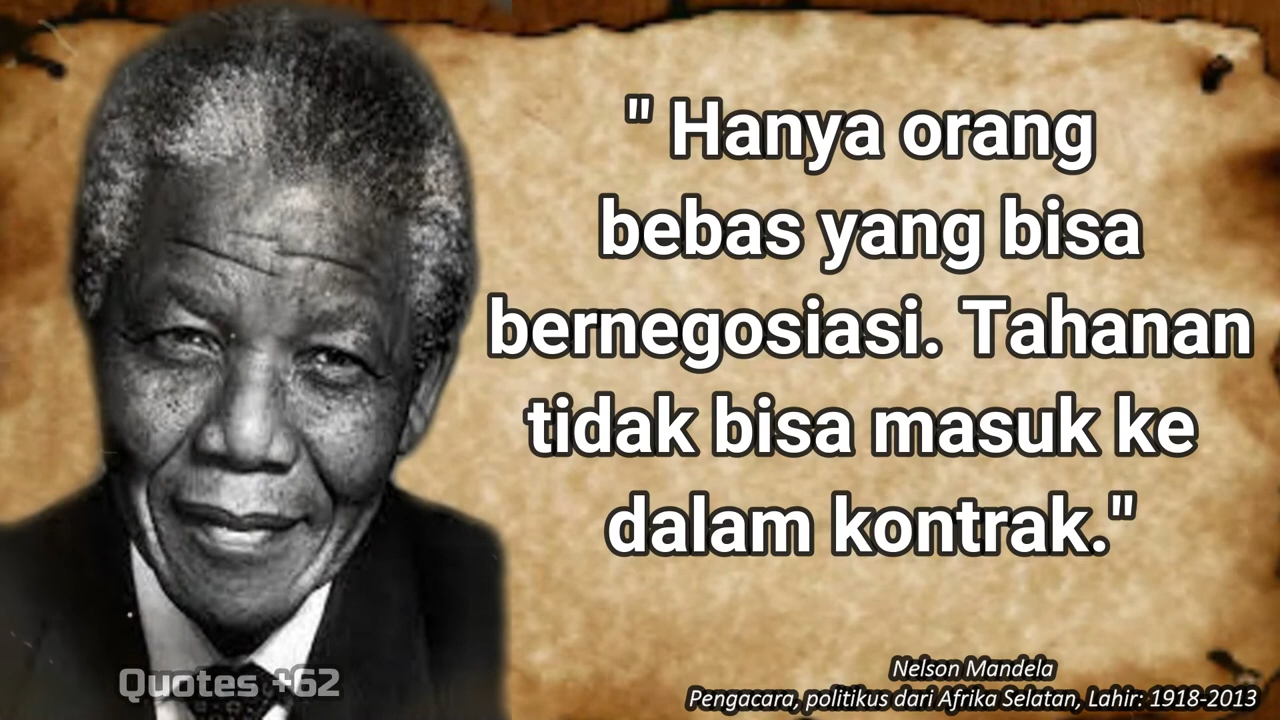 " Hanya orang
bebas yang bisa
bernegosiasi. Tahanan
tidak bisa masuk ke
dalam kontrak."
Nelson Mandela
Pengacara, politikus dari Afrika Selatan, Lahir: 1918-2013
Quotes +62